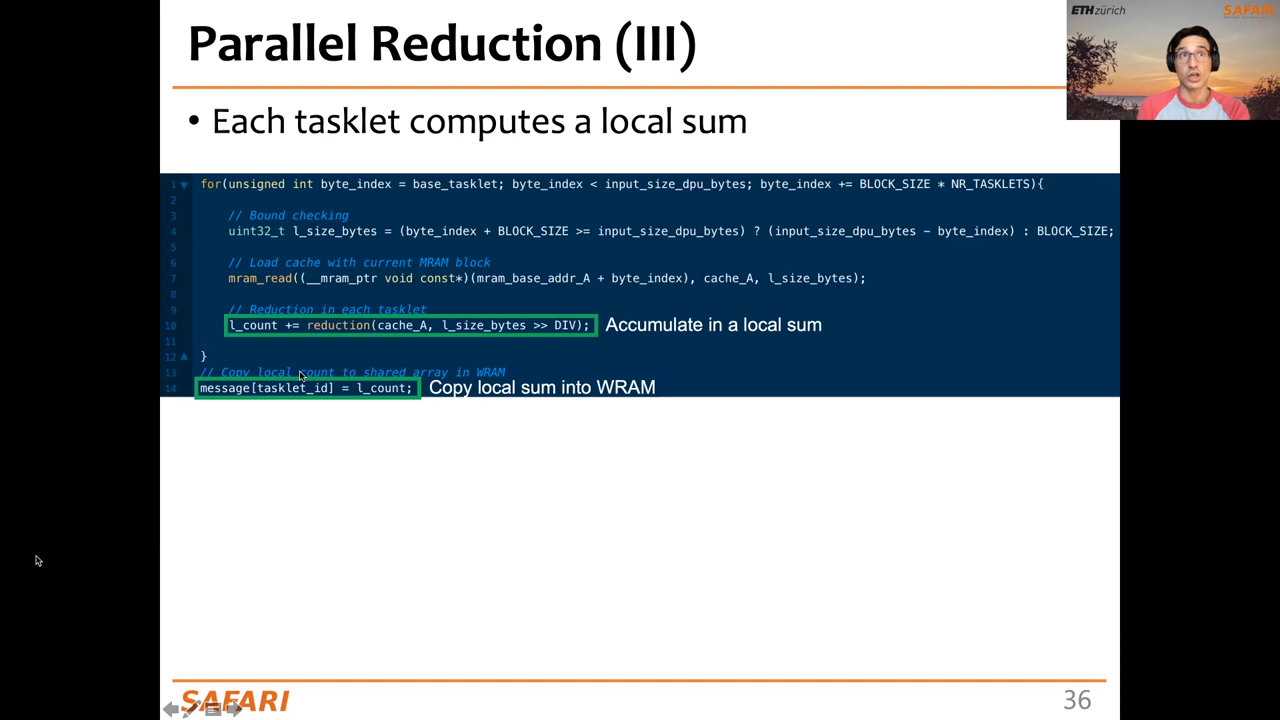 Parallel Reduction (III)
ETHzürich
SAFARI
• Each tasklet computes a local sum
1 for(unsigned int byte_index = base_tasklet; byte_index < input_size_dpu_bytes; byte_index += BLOCK_SIZE * NR_TASKLETS){
2
3 // Bound checking
4 uint32_t l_size_bytes = (byte_index + BLOCK_SIZE >= input_size_dpu_bytes) ? (input_size_dpu_bytes - byte_index) : BLOCK_SIZE;
5
6 // Load cache with current MRAM block
7 mram_read((__mram_ptr void const*)(mram_base_addr_A + byte_index), cache_A, l_size_bytes);
8
9 // Reduction in each tasklet
10 l_count += reduction(cache_A, l_size_bytes >> DIV); Accumulate in a local sum
11
12 }
13 // Copy local count to shared array in WRAM
14 message[tasklet_id] = l_count; Copy local sum into WRAM
SAFARI
36